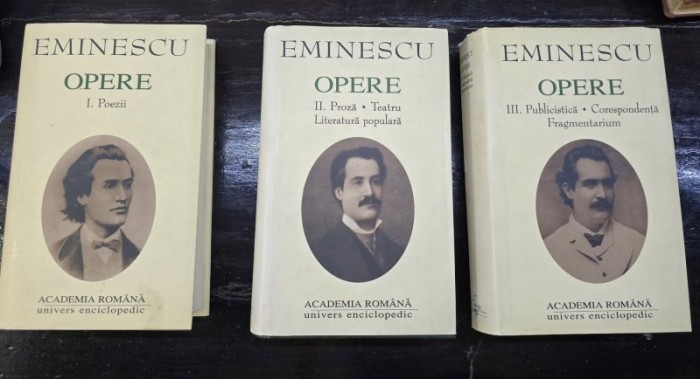 EMINESCU
OPERE
I. Poezii
ACADEMIA ROMÂNĂ
univers enciclopedic
EMINESCU
OPERE
II. Proză • Teatru
Literatură populară
ACADEMIA ROMÂNĂ
univers enciclopedic
EMINESCU
OPERE
III. Publicistică • Corespondență
Fragmentarium
ACADEMIA ROMÂNĂ
univers enciclopedic